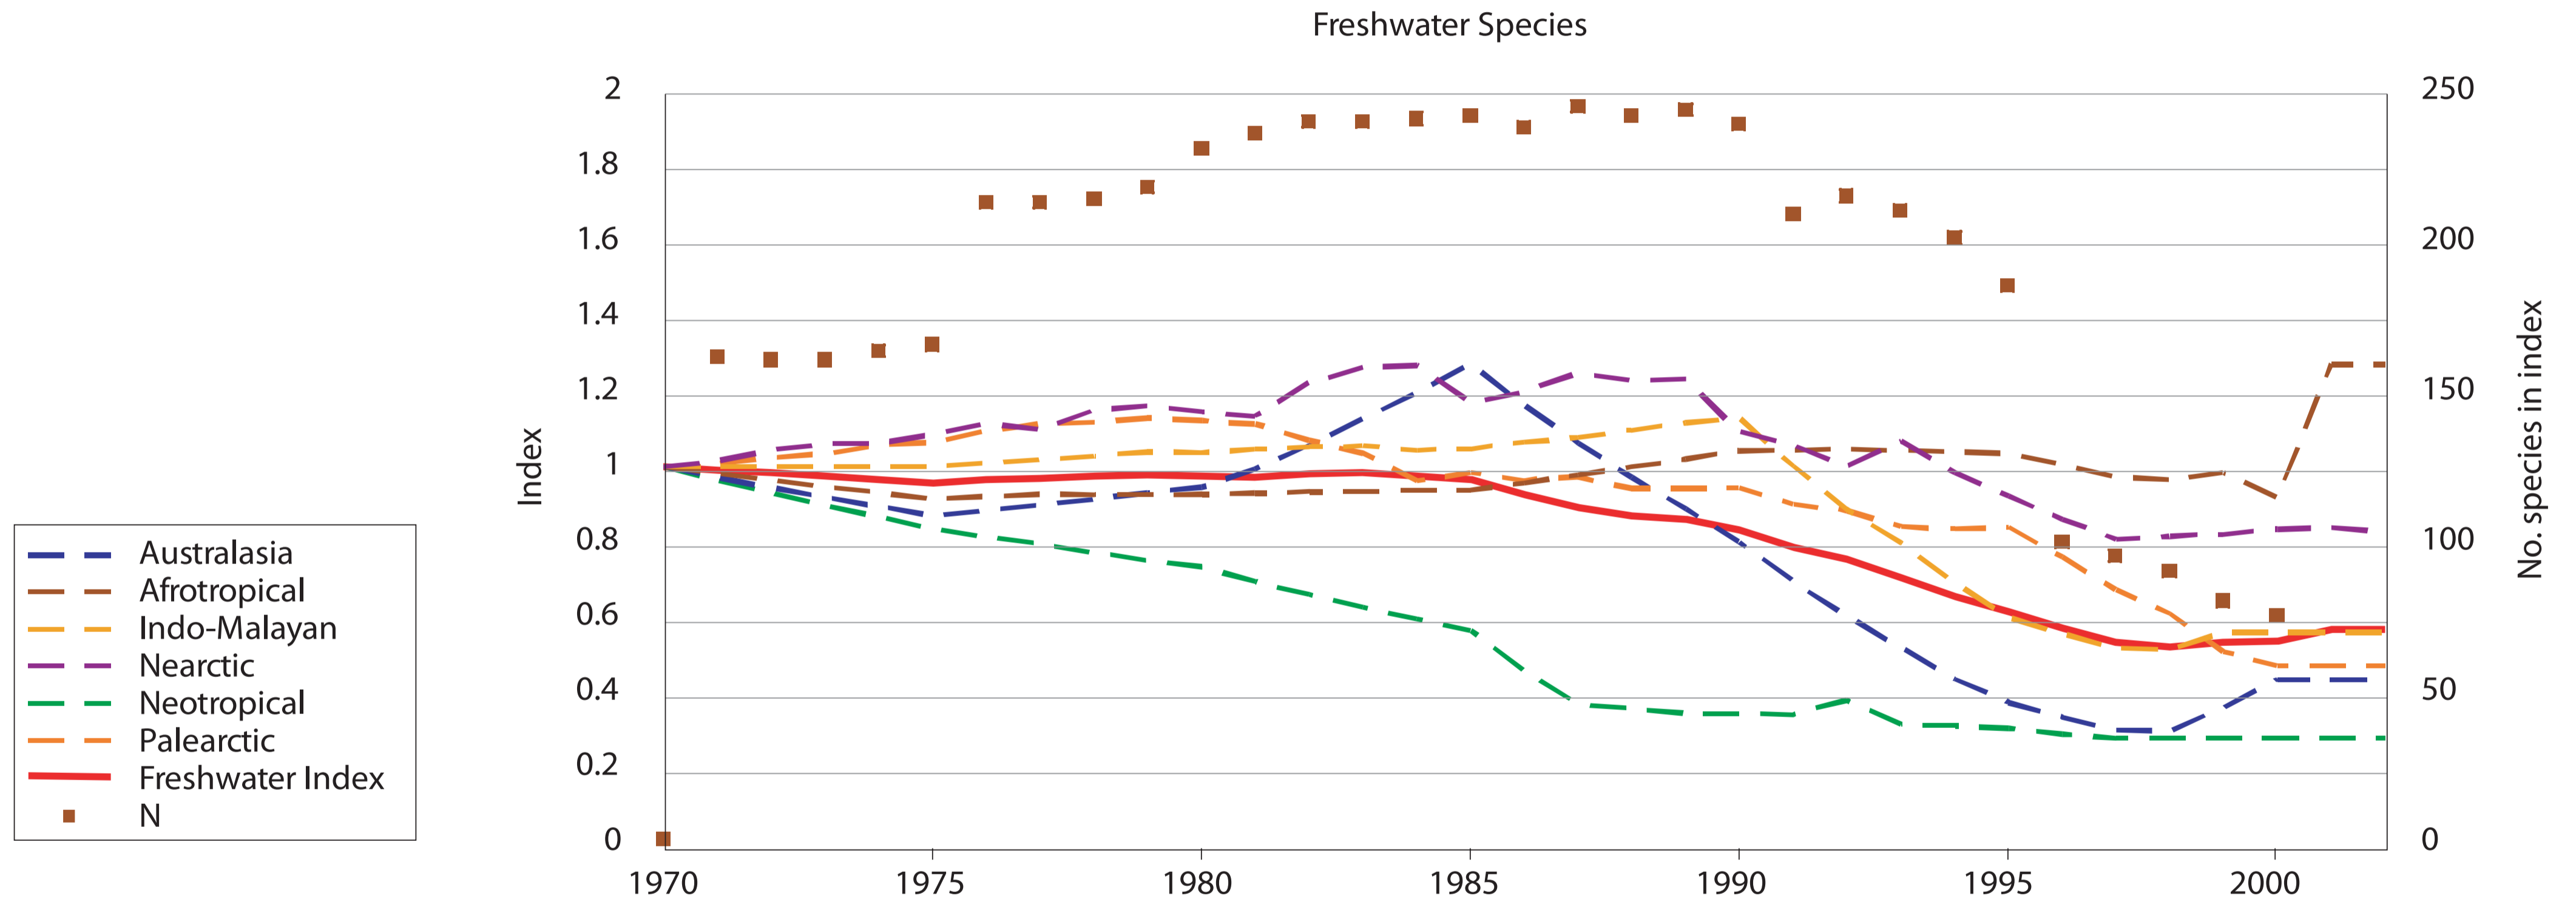 Freshwater Species
2
1.8
1.6
1.4
1.2
1
0.8
0.6
0.4
0.2
0
Index
250
200
150
100
50
0
No. species in index
1970 1975 1980 1985 1990 1995 2000
Australasia
Afrotropical
Indo-Malayan
Nearctic
Neotropical
Palearctic
Freshwater Index
N